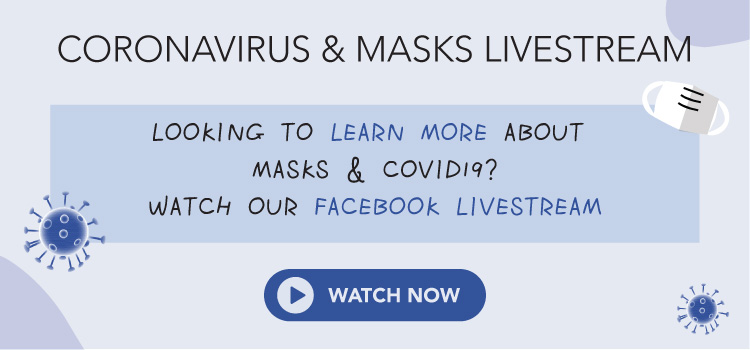 CORONAVIRUS & MASKS LIVESTREAM
LOOKING TO LEARN MORE ABOUT
MASKS & COVID19?
WATCH OUR FACEBOOK LIVESTREAM
WATCH NOW